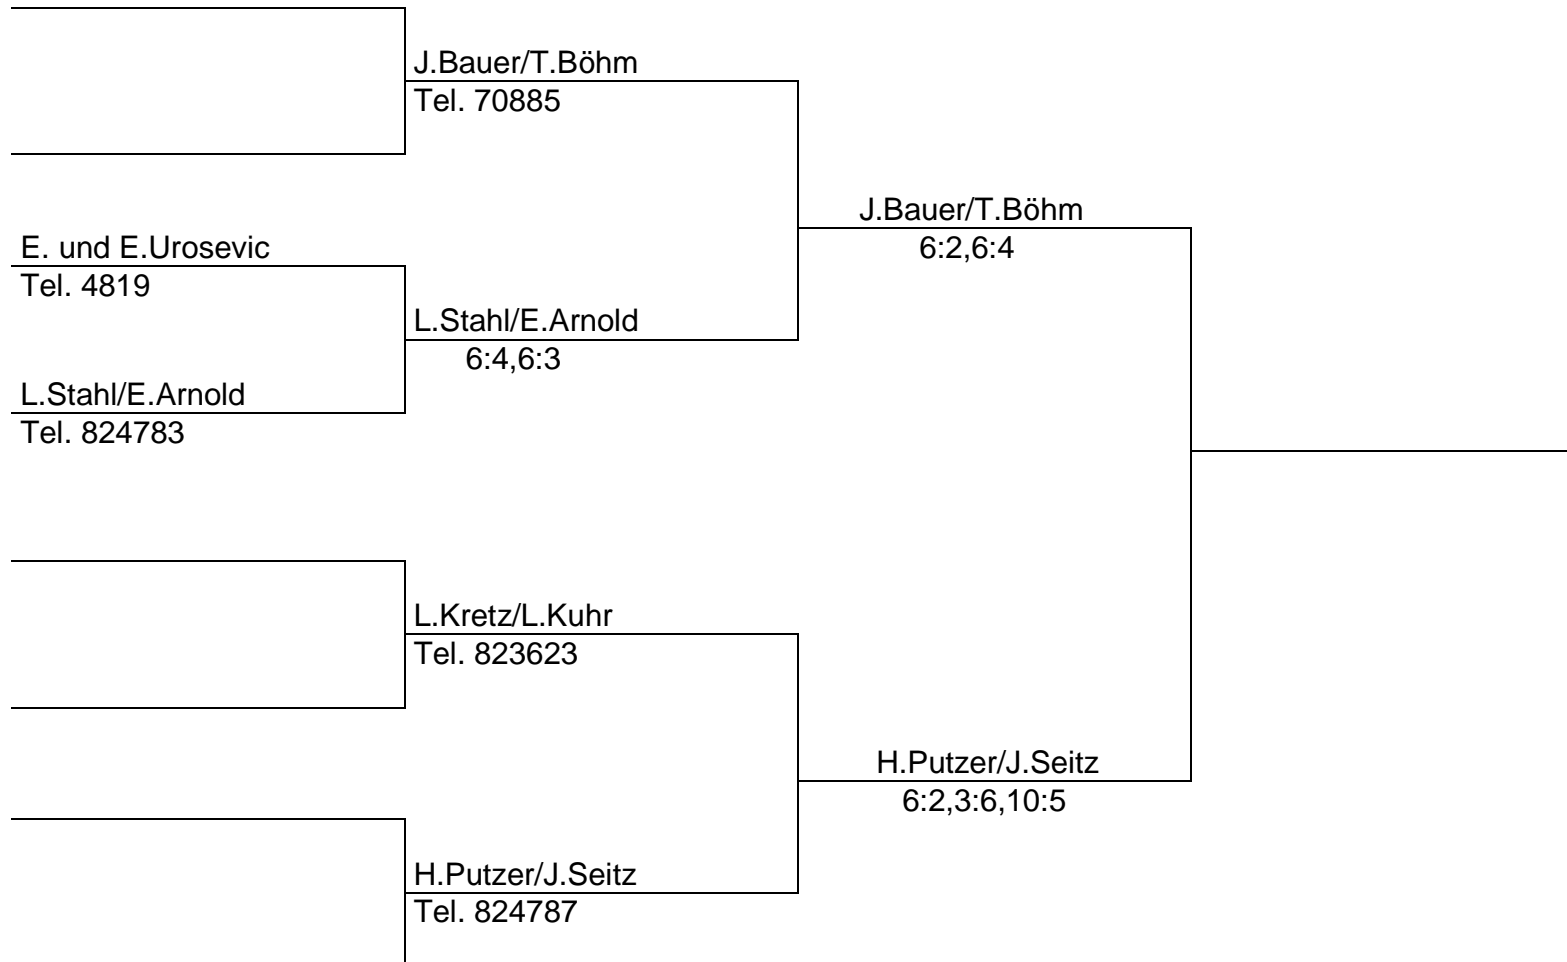 J.Bauer/T.Böhm
Tel. 70885
J.Bauer/T.Böhm
6:2,6:4
E. und E.Urosevic
Tel. 4819
L.Stahl/E.Arnold
6:4,6:3
L.Stahl/E.Arnold
Tel. 824783
L.Kretz/L.Kuhr
Tel. 823623
H.Putzer/J.Seitz
6:2,3:6,10:5
H.Putzer/J.Seitz
Tel. 824787